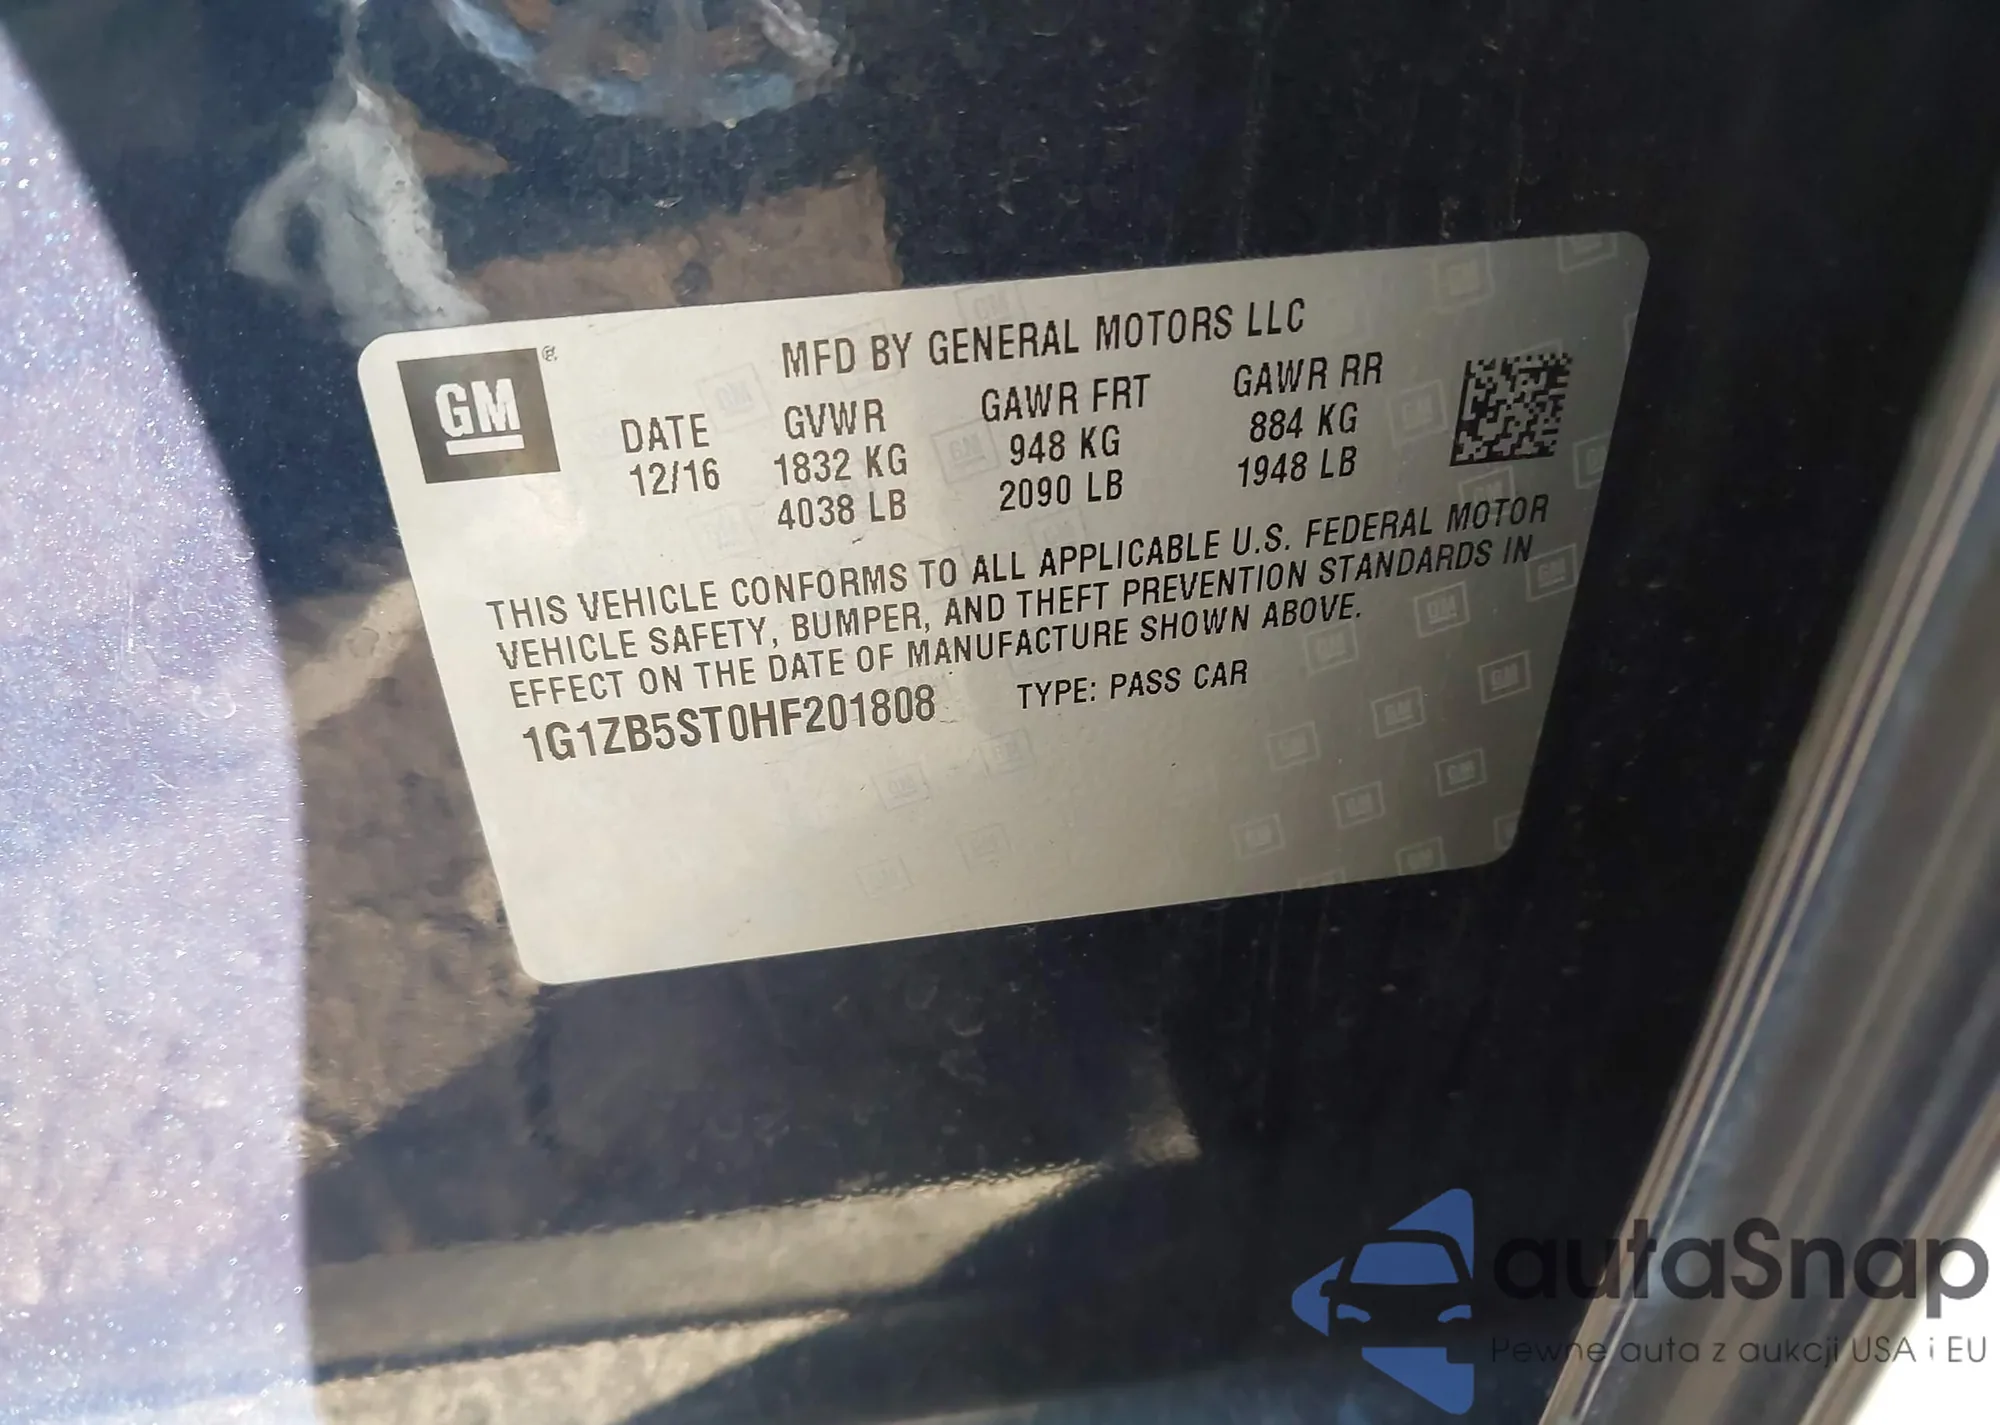 GM
MFD BY GENERAL MOTORS LLC
DATE GVWR GAWR FRT GAWR RR
12/16 1832 KG 948 KG 884 KG
4038 LB 2090 LB 1948 LB
THIS VEHICLE CONFORMS TO ALL APPLICABLE U.S. FEDERAL MOTOR
VEHICLE SAFETY, BUMPER, AND THEFT PREVENTION STANDARDS IN
EFFECT ON THE DATE OF MANUFACTURE SHOWN ABOVE.
1G1ZB5ST0HF201808 TYPE: PASS CAR
autaSnap
Pewne auta z aukcji USA i EU